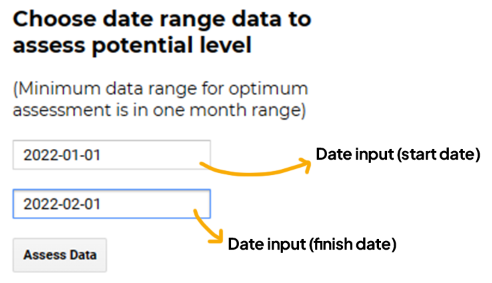 Choose date range data to
assess potential level
(Minimum data range for optimum
assessment is in one month range)
2022-01-01
Date input (start date)
2022-02-01
Date input (finish date)
Assess Data